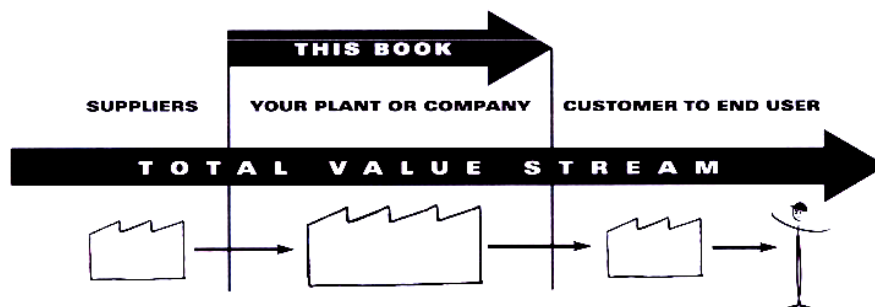 THIS BOOK
SUPPLIERS YOUR PLANT OR COMPANY CUSTOMER TO END USER
TOTAL VALUE STREAM